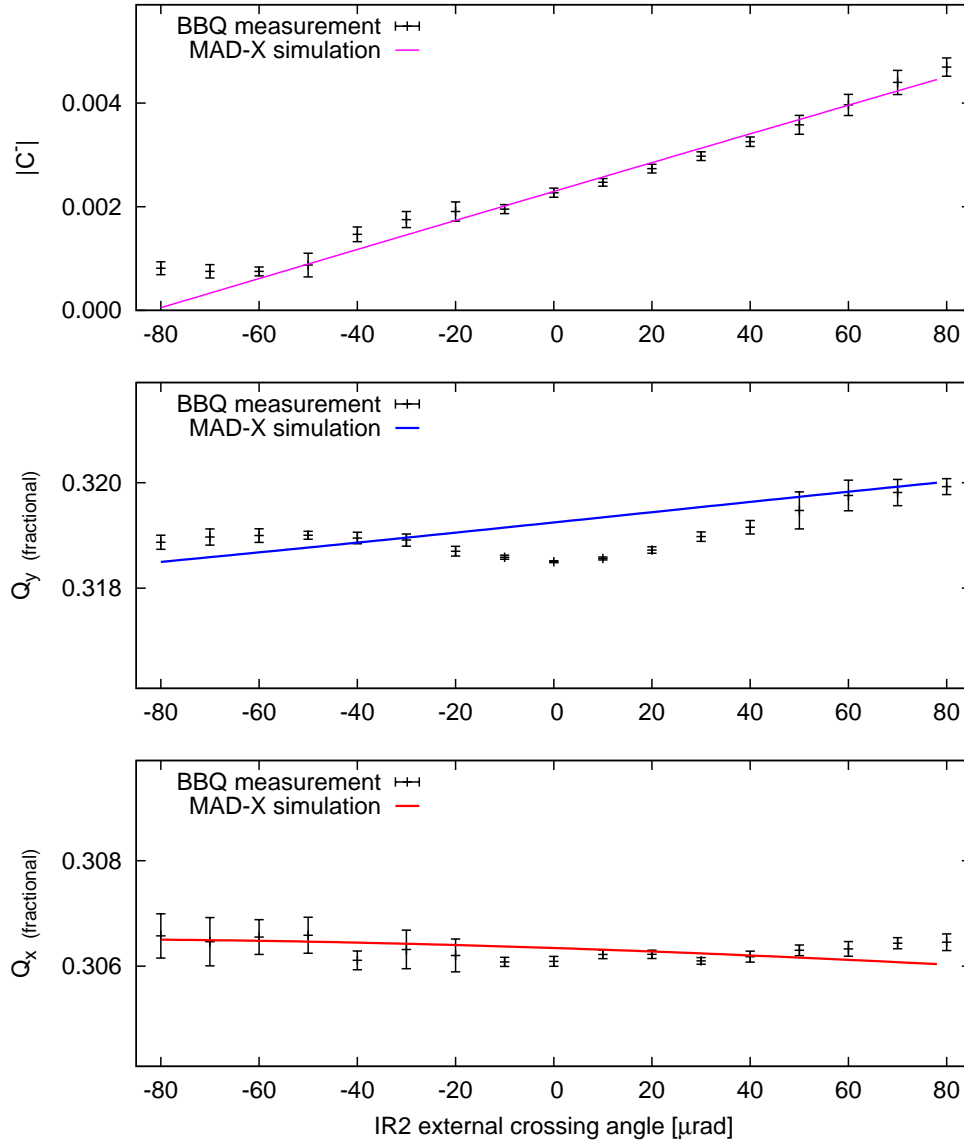 BBQ measurement
MAD-X simulation
0.004
0.002
0.000
|C⁻|
-80 -60 -40 -20 0 20 40 60 80
BBQ measurement
MAD-X simulation
0.320
0.318
Q_y (fractional)
-80 -60 -40 -20 0 20 40 60 80
BBQ measurement
MAD-X simulation
0.308
0.306
Q_x (fractional)
-80 -60 -40 -20 0 20 40 60 80
IR2 external crossing angle [μrad]